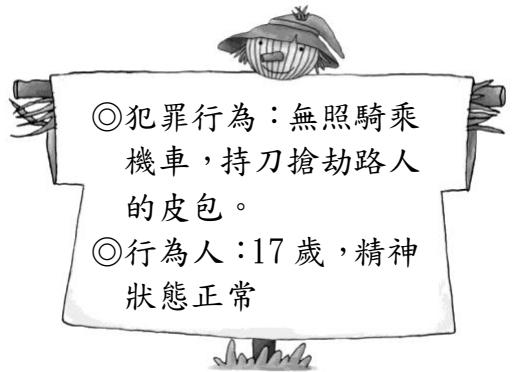 ◎犯罪行為：無照騎乘
機車，持刀搶劫路人
的皮包。
◎行為人：17 歲，精神
狀態正常